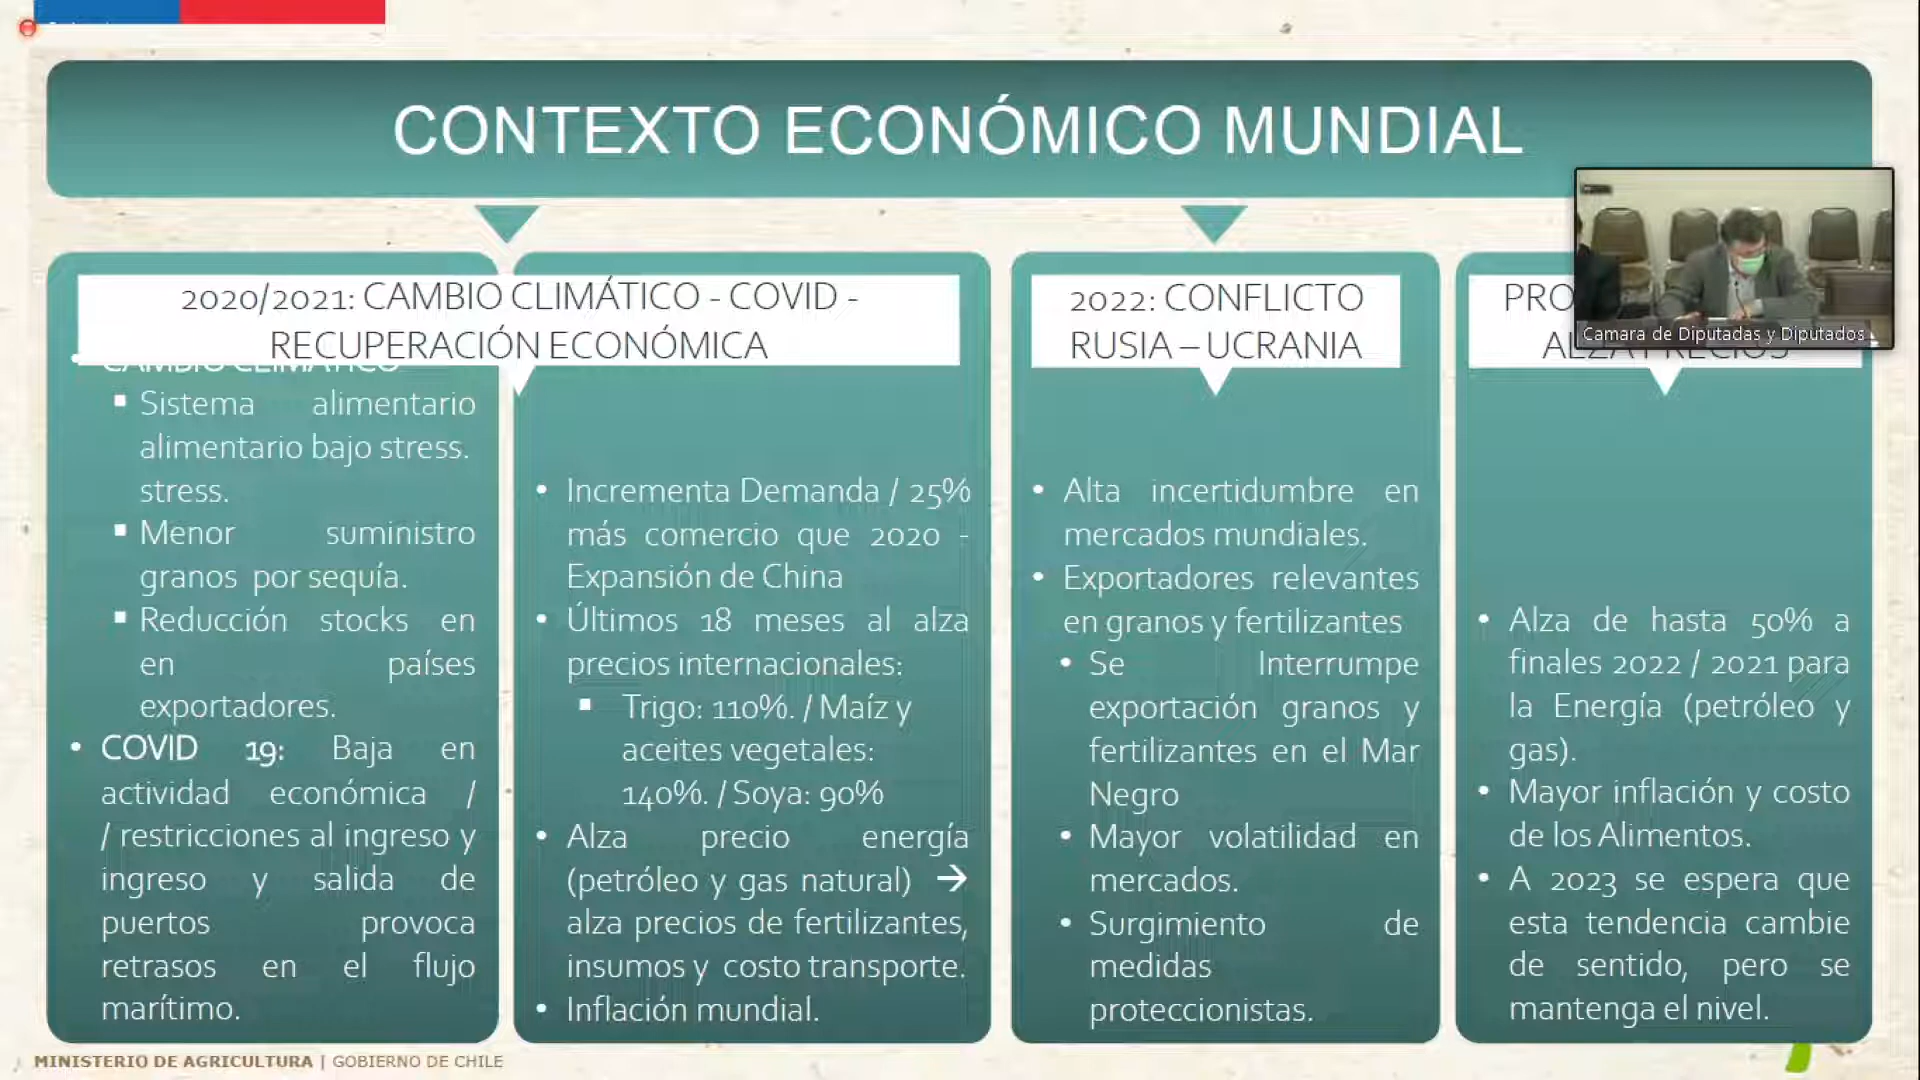 CONTEXTO ECONÓMICO MUNDIAL
2020/2021: CAMBIO CLIMÁTICO - COVID -
RECUPERACIÓN ECONÓMICA
CAMBIO CLIMÁTICO
▪ Sistema alimentario
alimentario bajo stress.
stress.
▪ Menor suministro
granos por sequía.
▪ Reducción stocks en
en países
exportadores.
• COVID 19: Baja en
actividad económica /
/ restricciones al ingreso y
ingreso y salida de
puertos provoca
retrasos en el flujo
marítimo.
• Incrementa Demanda / 25%
más comercio que 2020 -
Expansión de China
• Últimos 18 meses al alza
precios internacionales:
▪ Trigo: 110%. / Maíz y
aceites vegetales:
140%. / Soya: 90%
• Alza precio energía
(petróleo y gas natural) →
alza precios de fertilizantes,
insumos y costo transporte.
• Inflación mundial.
2022: CONFLICTO
RUSIA – UCRANIA
• Alta incertidumbre en
mercados mundiales.
• Exportadores relevantes
en granos y fertilizantes
• Se Interrumpe
exportación granos y
fertilizantes en el Mar
Negro
• Mayor volatilidad en
mercados.
• Surgimiento de
medidas
proteccionistas.
ALZA PRECIOS
• Alza de hasta 50% a
finales 2022 / 2021 para
la Energía (petróleo y
gas).
• Mayor inflación y costo
de los Alimentos.
• A 2023 se espera que
esta tendencia cambie
de sentido, pero se
mantenga el nivel.
Camara de Diputadas y Diputados
MINISTERIO DE AGRICULTURA | GOBIERNO DE CHILE